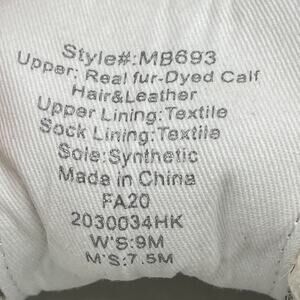 Style#:MB693
Upper: Real fur-Dyed Calf
Hair&Leather
Upper Lining:Textile
Sock Lining:Textile
Sole:Synthetic
Made in China
FA20
2030034HK
W'S:9M
M'S:7.5M